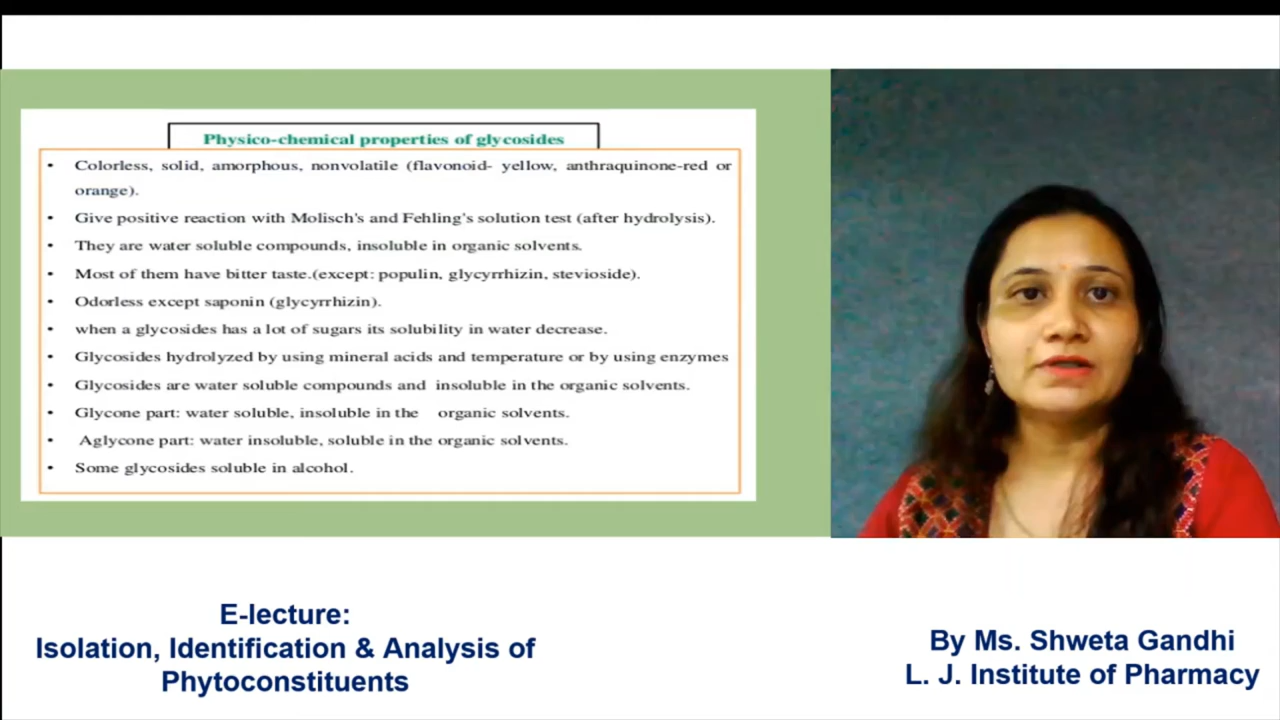 Physico-chemical properties of glycosides
• Colorless, solid, amorphous, nonvolatile (flavonoid- yellow, anthraquinone-red or
orange).
• Give positive reaction with Molisch's and Fehling's solution test (after hydrolysis).
• They are water soluble compounds, insoluble in organic solvents.
• Most of them have bitter taste.(except: populin, glycyrrhizin, stevioside).
• Odorless except saponin (glycyrrhizin).
• when a glycosides has a lot of sugars its solubility in water decrease.
• Glycosides hydrolyzed by using mineral acids and temperature or by using enzymes
• Glycosides are water soluble compounds and insoluble in the organic solvents.
• Glycone part: water soluble, insoluble in the organic solvents.
• Aglycone part: water insoluble, soluble in the organic solvents.
• Some glycosides soluble in alcohol.
E-lecture:
Isolation, Identification & Analysis of
Phytoconstituents
By Ms. Shweta Gandhi
L. J. Institute of Pharmacy